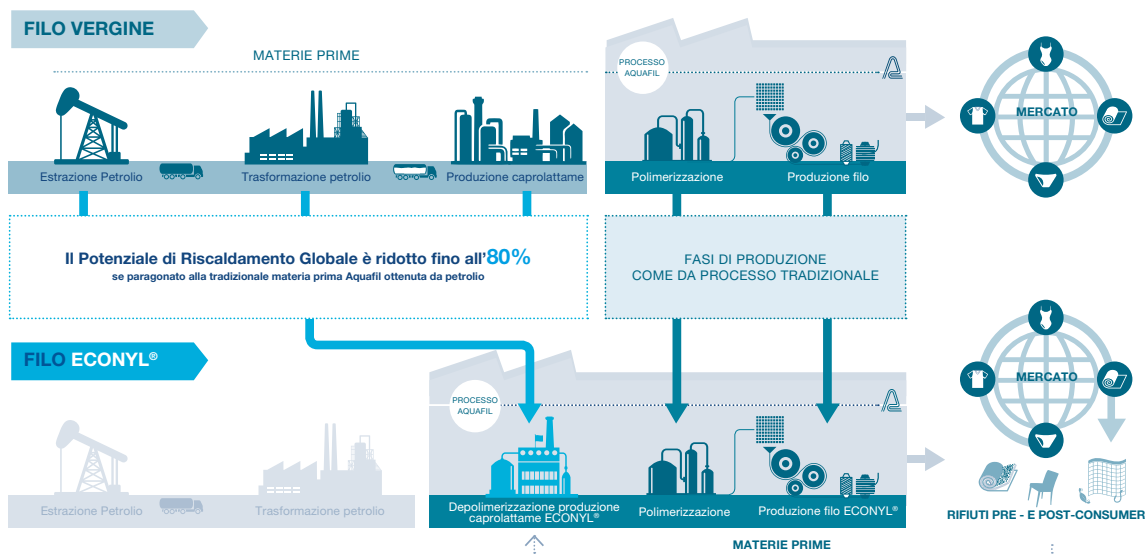 FILO VERGINE
MATERIE PRIME
PROCESSO
AQUAFIL
MERCATO
Estrazione Petrolio
Trasformazione petrolio
Produzione caprolattame
Polimerizzazione
Produzione filo
Il Potenziale di Riscaldamento Globale è ridotto fino all'80%
se paragonato alla tradizionale materia prima Aquafil ottenuta da petrolio
FASI DI PRODUZIONE
COME DA PROCESSO TRADIZIONALE
FILO ECONYL®
PROCESSO
AQUAFIL
MERCATO
Estrazione Petrolio
Trasformazione petrolio
Depolimerizzazione produzione
caprolattame ECONYL®
Polimerizzazione
Produzione filo ECONYL®
RIFIUTI PRE - E POST-CONSUMER
MATERIE PRIME